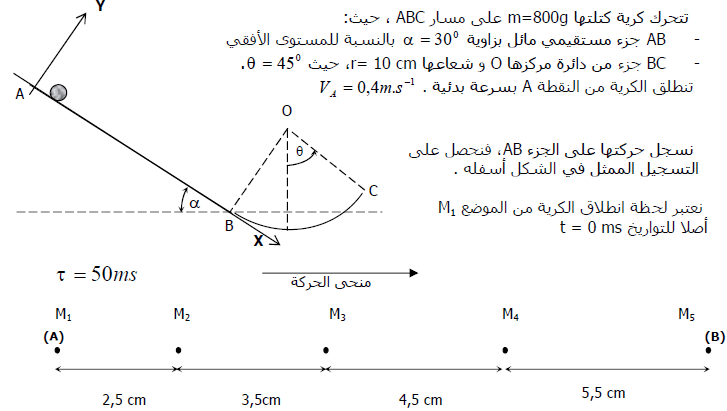 تتحرك كرية كتلتها m=800g على مسار ABC ، حيث:
- AB جزء مستقيمي مائل بزاوية α = 30⁰ بالنسبة للمستوى الأفقي
- BC جزء من دائرة مركزها O و شعاعها r= 10 cm، حيث θ = 45⁰.
تنطلق الكرية من النقطة A بسرعة بدئية . V_A = 0,4m.s⁻¹
نسجل حركتها على الجزء AB، فنحصل على
التسجيل الممثل في الشكل أسفله .
نعتبر لحظة انطلاق الكرية من الموضع M₁
أصلا للتواريخ t = 0 ms
Y
A
O
θ
C
α
B
X
τ = 50ms
منحى الحركة
M₁ M₂ M₃ M₄ M₅
(A) (B)
2,5 cm 3,5cm 4,5 cm 5,5 cm